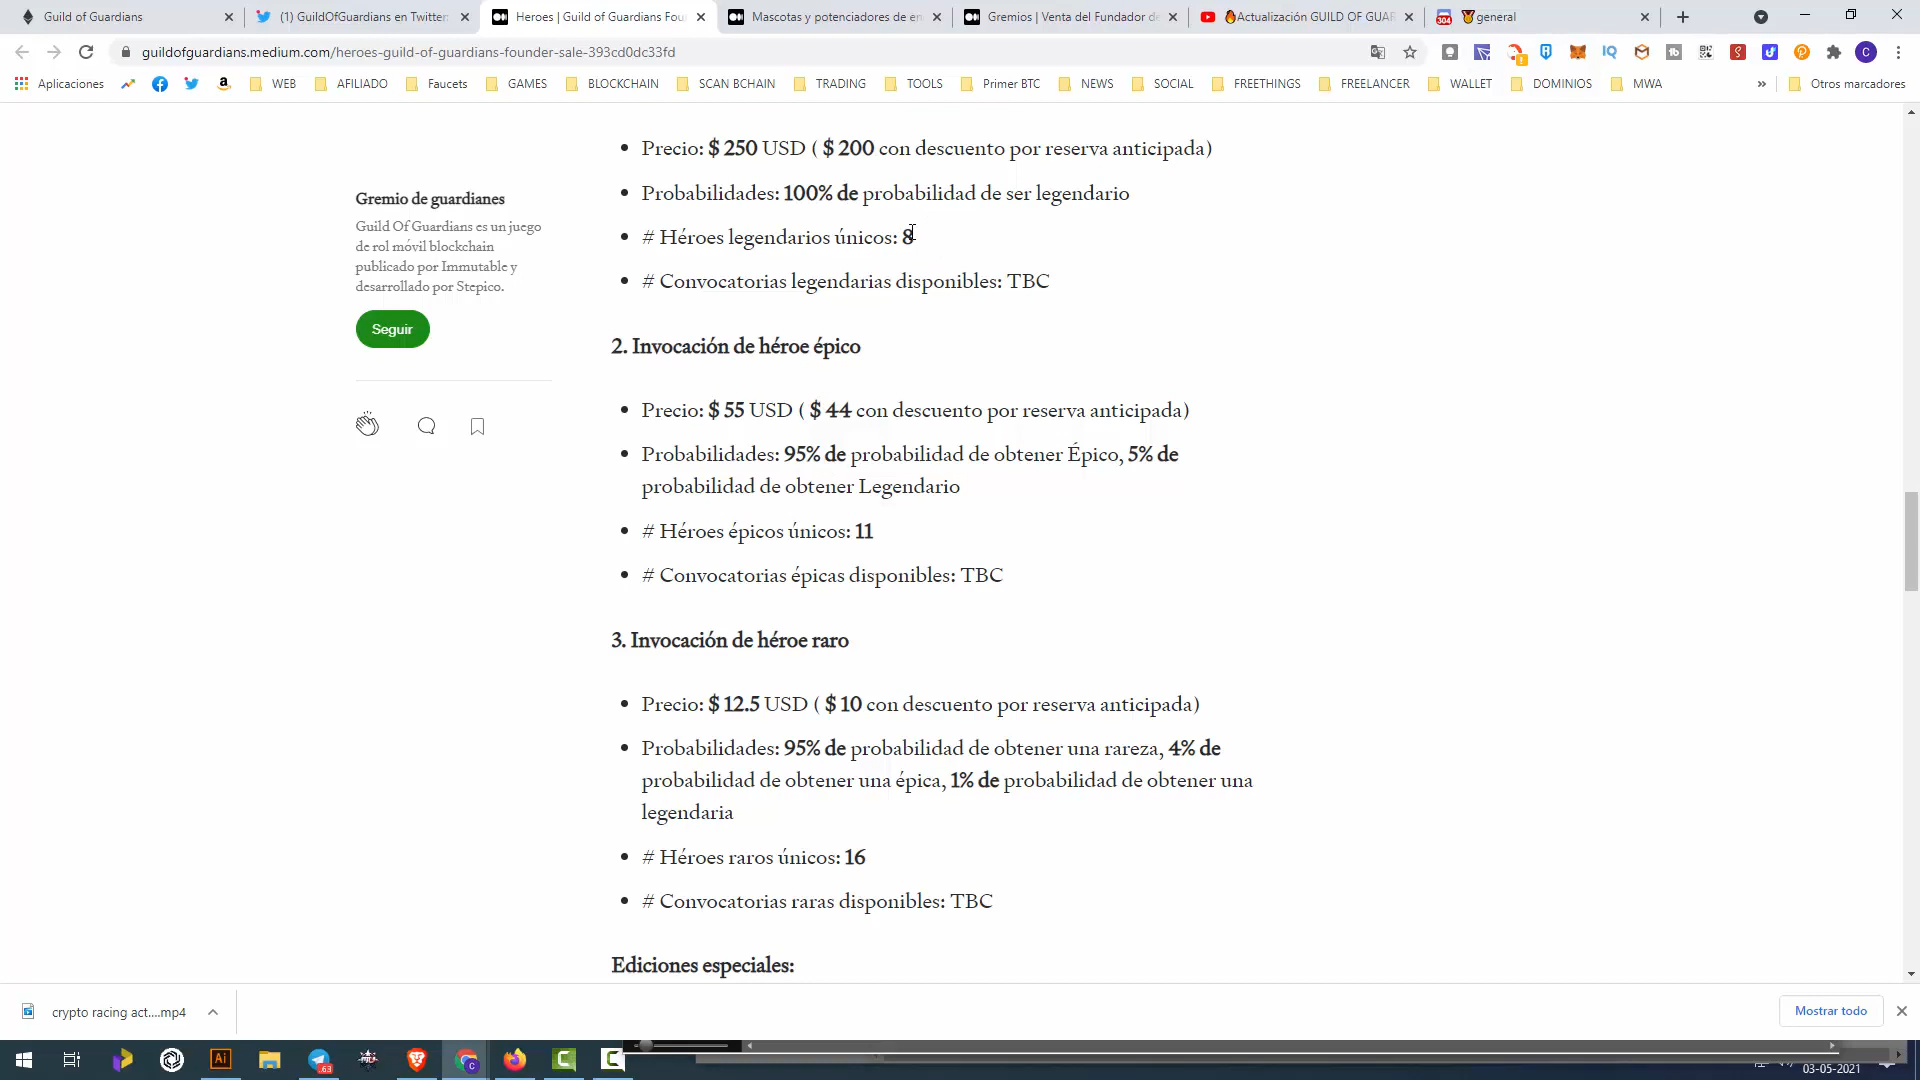 Guild of Guardians
(1) GuildOfGuardians en Twitter
Heroes | Guild of Guardians Fou
Mascotas y potenciadores de en
Gremios | Venta del Fundador de
Actualización GUILD OF GUAR
304
general
guildofguardians.medium.com/heroes-guild-of-guardians-founder-sale-393cd0dc33fd
Aplicaciones
WEB
AFILIADO
Faucets
GAMES
BLOCKCHAIN
SCAN BCHAIN
TRADING
TOOLS
Primer BTC
NEWS
SOCIAL
FREETHINGS
FREELANCER
WALLET
DOMINIOS
MWA
»
Otros marcadores
Gremio de guardianes
Guild Of Guardians es un juego
de rol móvil blockchain
publicado por Immutable y
desarrollado por Stepico.
Seguir
• Precio: $ 250 USD ( $ 200 con descuento por reserva anticipada)
• Probabilidades: 100% de probabilidad de ser legendario
• # Héroes legendarios únicos: 8
• # Convocatorias legendarias disponibles: TBC
2. Invocación de héroe épico
• Precio: $ 55 USD ( $ 44 con descuento por reserva anticipada)
• Probabilidades: 95% de probabilidad de obtener Épico, 5% de
probabilidad de obtener Legendario
• # Héroes épicos únicos: 11
• # Convocatorias épicas disponibles: TBC
3. Invocación de héroe raro
• Precio: $ 12.5 USD ( $ 10 con descuento por reserva anticipada)
• Probabilidades: 95% de probabilidad de obtener una rareza, 4% de
probabilidad de obtener una épica, 1% de probabilidad de obtener una
legendaria
• # Héroes raros únicos: 16
• # Convocatorias raras disponibles: TBC
Ediciones especiales:
crypto racing act....mp4
Mostrar todo
Ai
63
03-05-2021